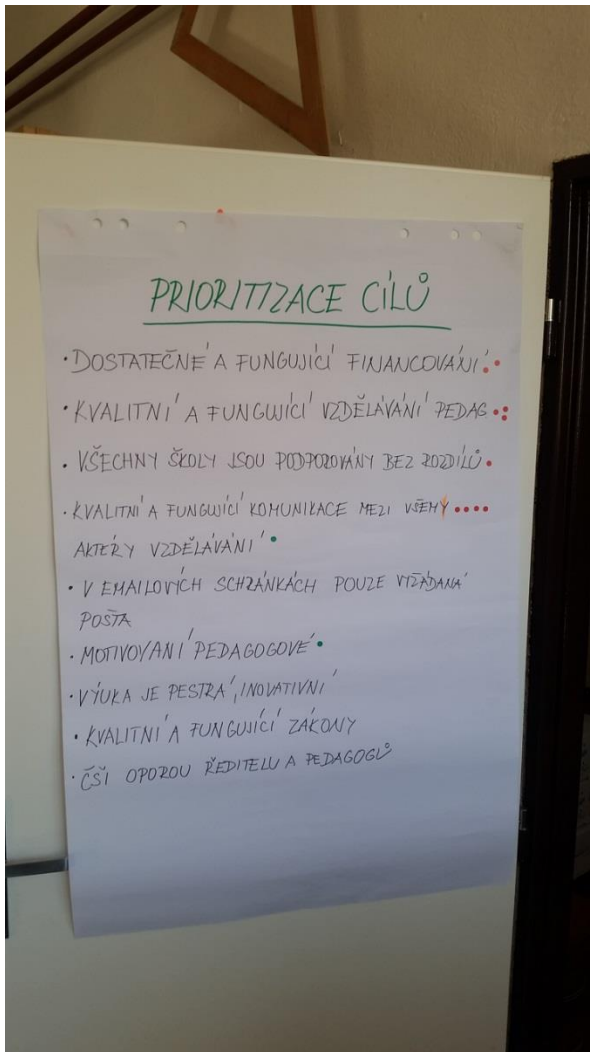 PRIORITIZACE CÍLŮ
· DOSTATEČNÉ A FUNGUJÍCÍ FINANCOVÁNÍ
· KVALITNÍ A FUNGUJÍCÍ VZDĚLÁVÁNÍ PEDAG.
· VŠECHNY ŠKOLY JSOU PODPOROVÁNY BEZ ROZDÍLŮ
· KVALITNÍ A FUNGUJÍCÍ KOMUNIKACE MEZI VŠEMY
AKTÉRY VZDĚLÁVÁNÍ
· V EMAILOVÝCH SCHRÁNKÁCH POUZE VYŽÁDANÁ
POŠTA
· MOTIVOVANÍ PEDAGOGOVÉ
· VÝUKA JE PESTRÁ, INOVATIVNÍ
· KVALITNÍ A FUNGUJÍCÍ ZÁKONY
· ČŠI OPOROU ŘEDITELU A PEDAGOGŮ